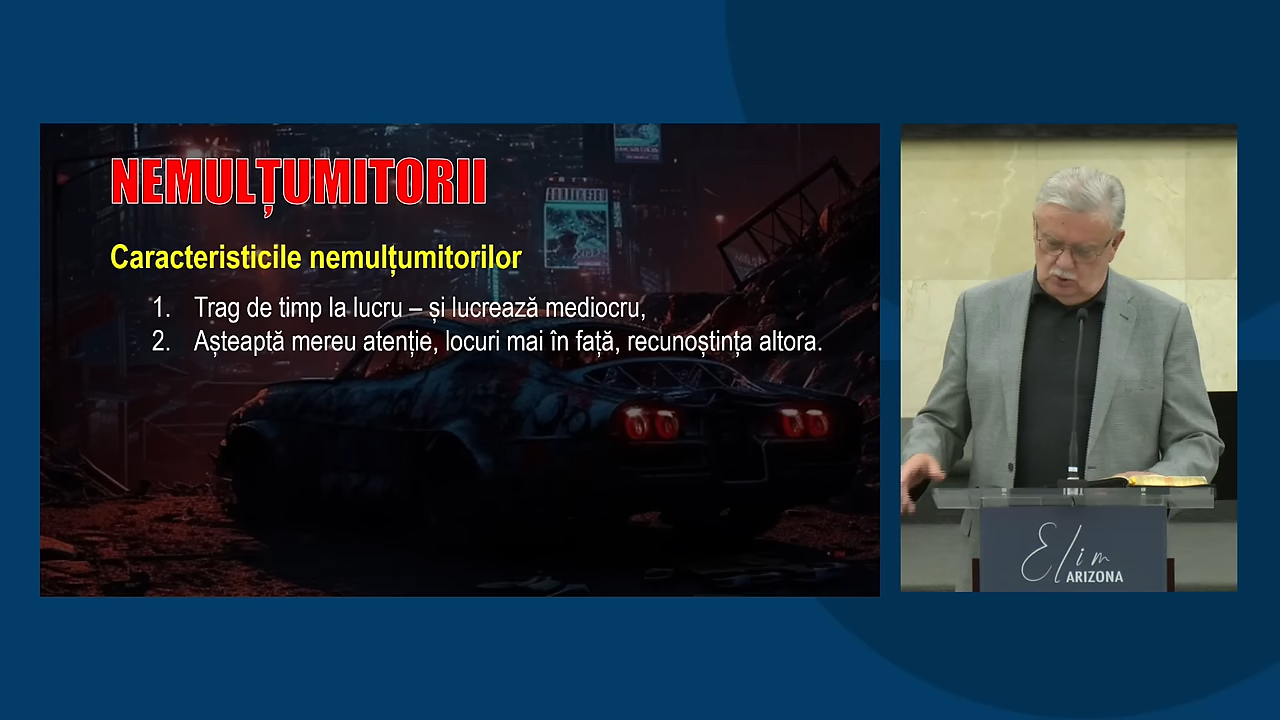 NEMULȚUMITORII
Caracteristicile nemulțumitorilor
1. Trag de timp la lucru – și lucrează mediocru,
2. Așteaptă mereu atenție, locuri mai în față, recunoștința altora.
Elim
ARIZONA